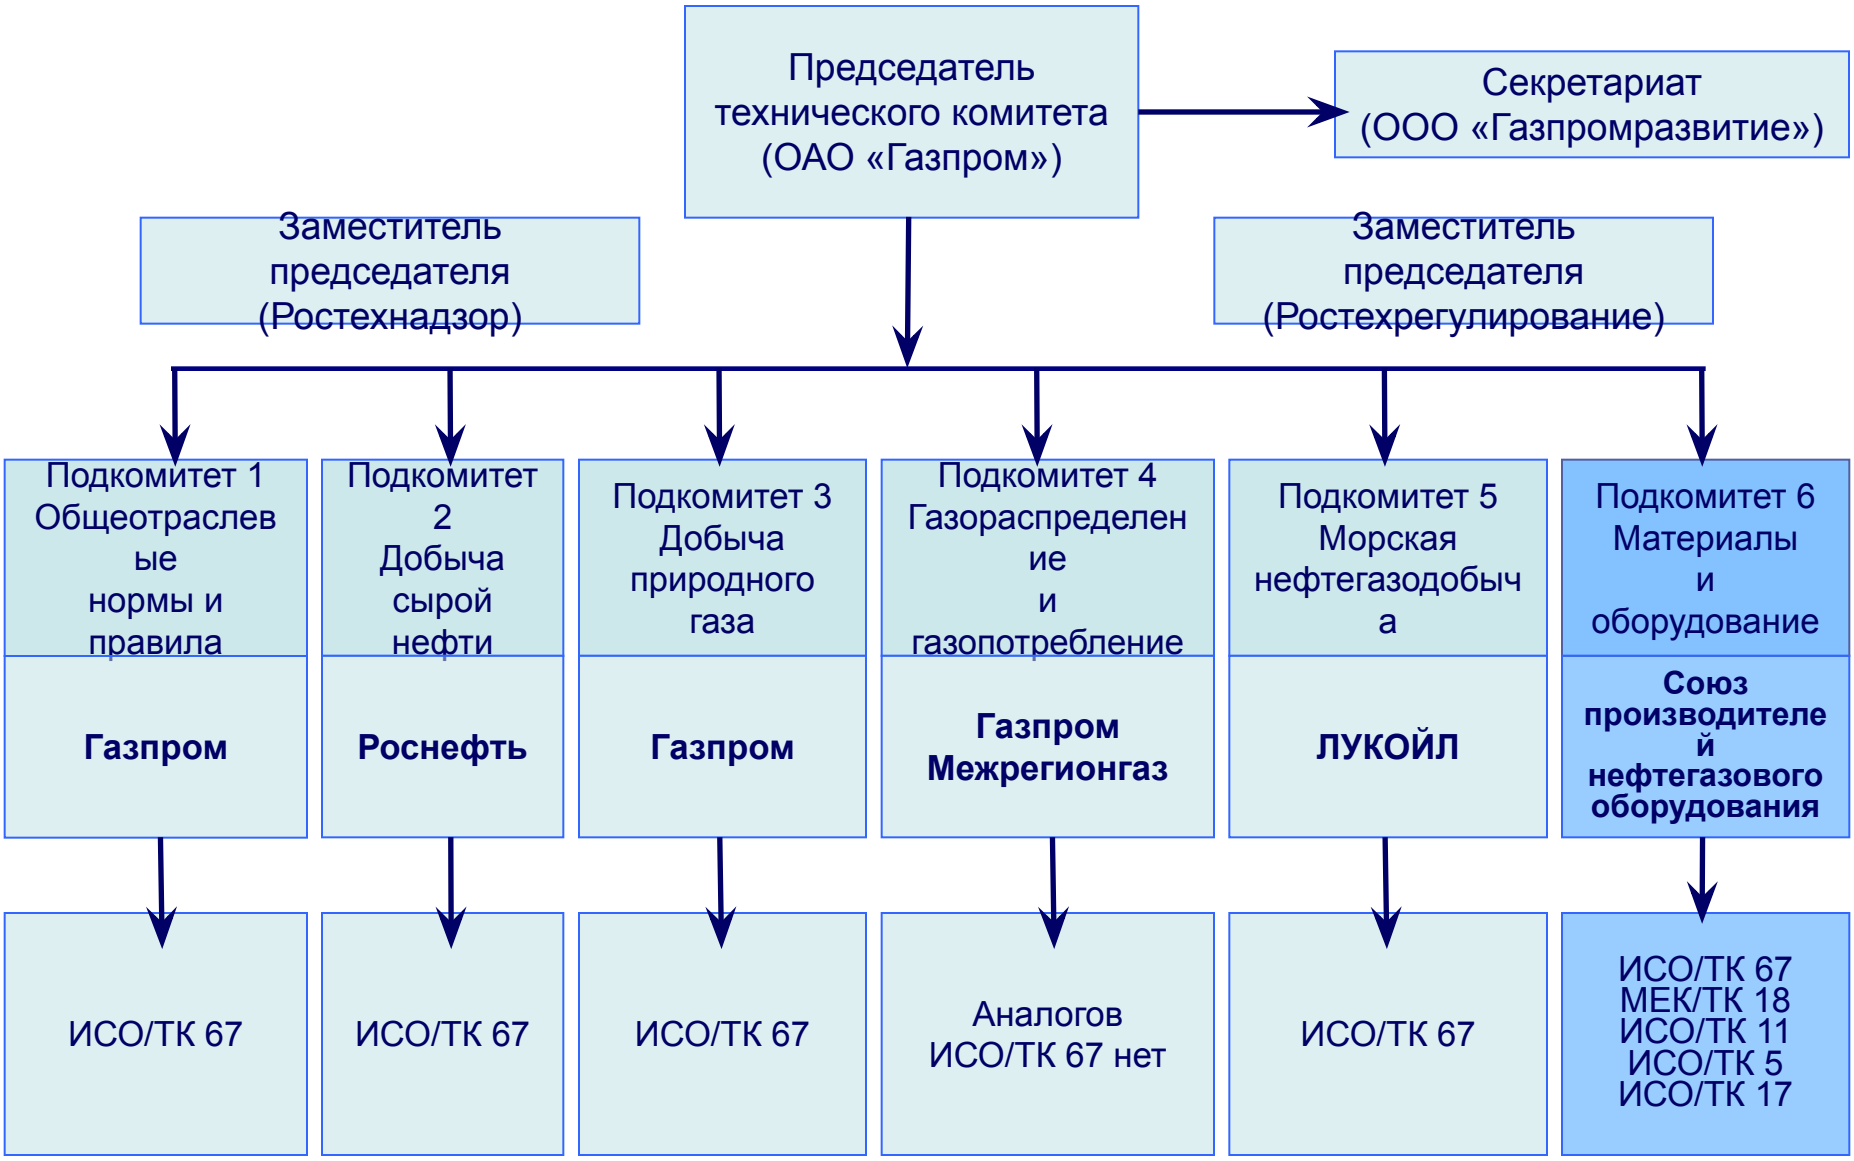 Председатель
технического комитета
(ОАО «Газпром»)
Секретариат
(ООО «Газпромразвитие»)
Заместитель
председателя
(Ростехнадзор)
Заместитель
председателя
(Ростехрегулирование)
Подкомитет 1
Общеотраслев
ые
нормы и
правила
Подкомитет
2
Добыча
сырой
нефти
Подкомитет 3
Добыча
природного
газа
Подкомитет 4
Газораспределен
ие
и
газопотребление
Подкомитет 5
Морская
нефтегазодобыч
а
Подкомитет 6
Материалы
и
оборудование
Газпром
Роснефть
Газпром
Газпром
Межрегионгаз
ЛУКОЙЛ
Союз
производителе
й
нефтегазового
оборудования
ИСО/ТК 67
ИСО/ТК 67
ИСО/ТК 67
Аналогов
ИСО/ТК 67 нет
ИСО/ТК 67
ИСО/ТК 67
МЕК/ТК 18
ИСО/ТК 11
ИСО/ТК 5
ИСО/ТК 17